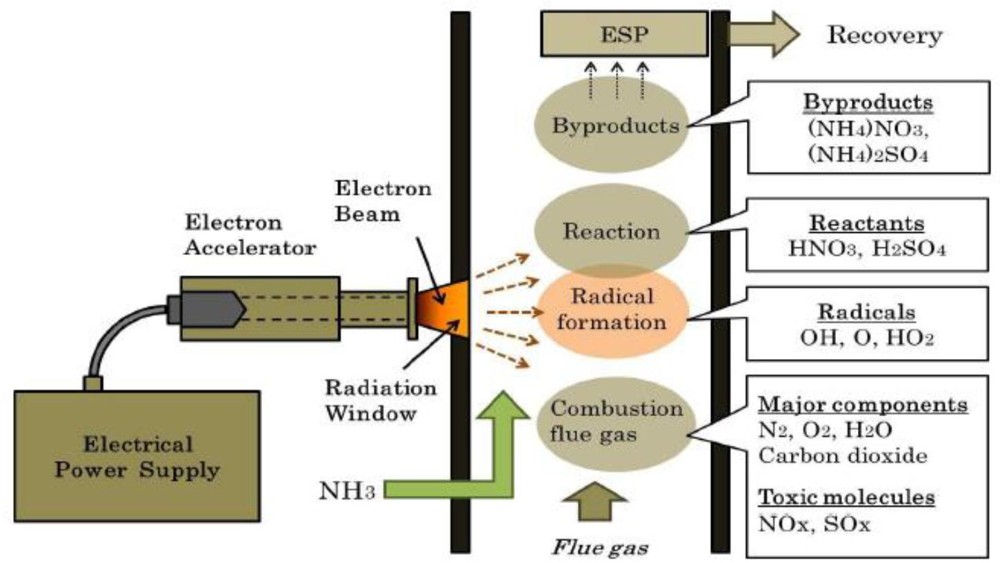 ESP
Recovery
Byproducts
Byproducts
(NH4)NO3,
(NH4)2SO4
Electron
Beam
Electron
Accelerator
Reaction
Reactants
HNO3, H2SO4
Radical
formation
Radicals
OH, O, HO2
Radiation
Window
Combustion
flue gas
Major components
N2, O2, H2O
Carbon dioxide
Toxic molecules
NOx, SOx
Electrical
Power Supply
NH3
Flue gas